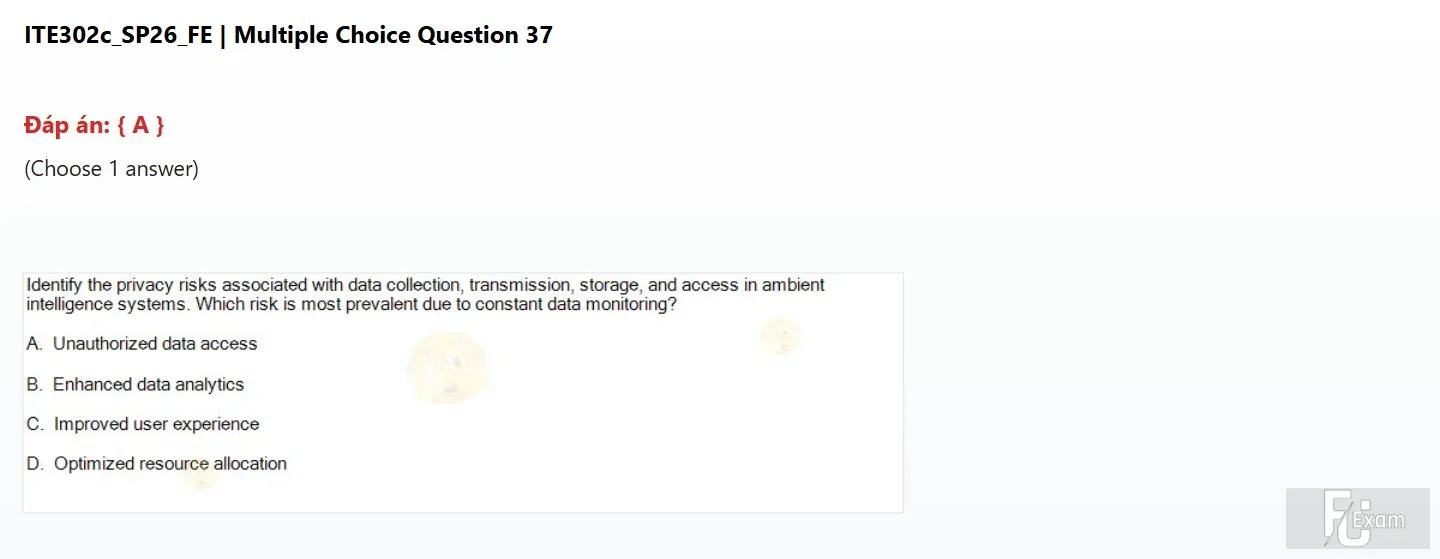 ITE302c_SP26_FE | Multiple Choice Question 37
Đáp án: { A }
(Choose 1 answer)
Identify the privacy risks associated with data collection, transmission, storage, and access in ambient
intelligence systems. Which risk is most prevalent due to constant data monitoring?
A. Unauthorized data access
B. Enhanced data analytics
C. Improved user experience
D. Optimized resource allocation
FU Exam